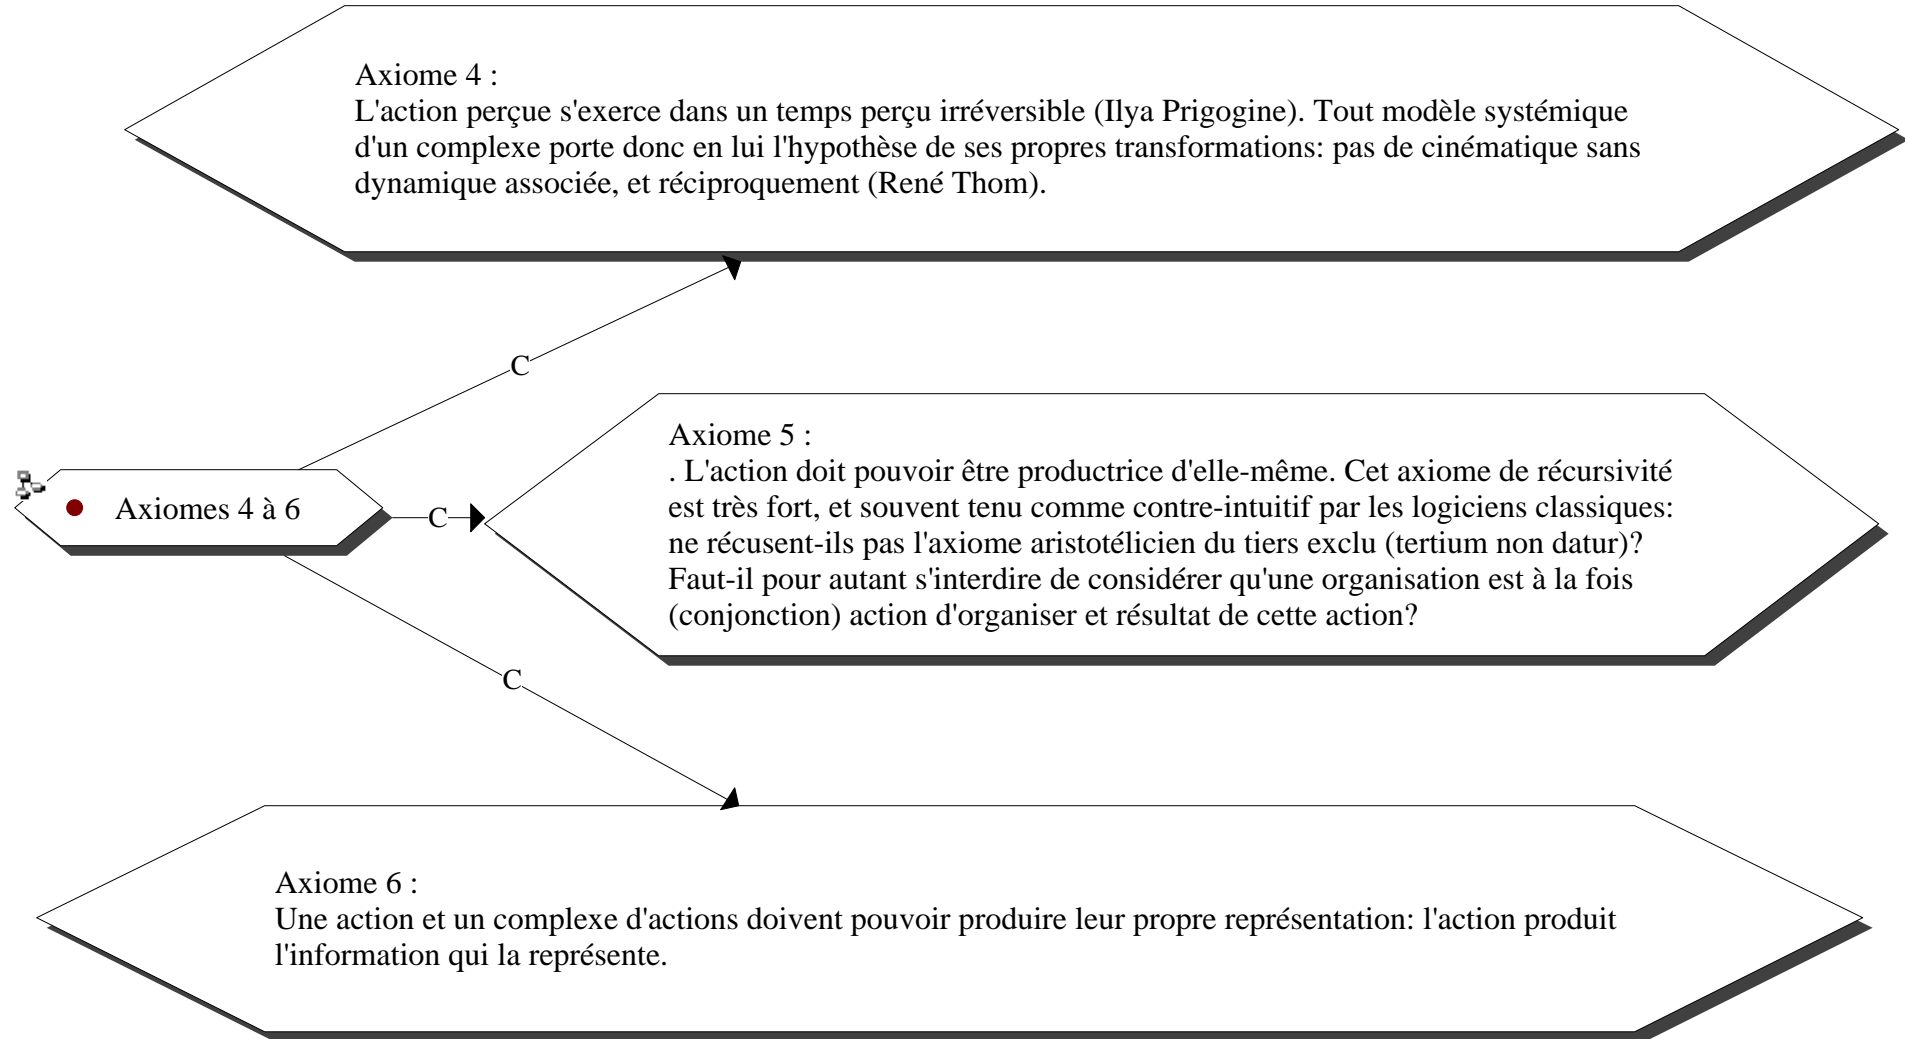 Axiome 4 :
L'action perçue s'exerce dans un temps perçu irréversible (Ilya Prigogine). Tout modèle systémique
d'un complexe porte donc en lui l'hypothèse de ses propres transformations: pas de cinématique sans
dynamique associée, et réciproquement (René Thom).
C
Axiomes 4 à 6
C
Axiome 5 :
. L'action doit pouvoir être productrice d'elle-même. Cet axiome de récursivité
est très fort, et souvent tenu comme contre-intuitif par les logiciens classiques:
ne récusent-ils pas l'axiome aristotélicien du tiers exclu (tertium non datur)?
Faut-il pour autant s'interdire de considérer qu'une organisation est à la fois
(conjonction) action d'organiser et résultat de cette action?
C
Axiome 6 :
Une action et un complexe d'actions doivent pouvoir produire leur propre représentation: l'action produit
l'information qui la représente.